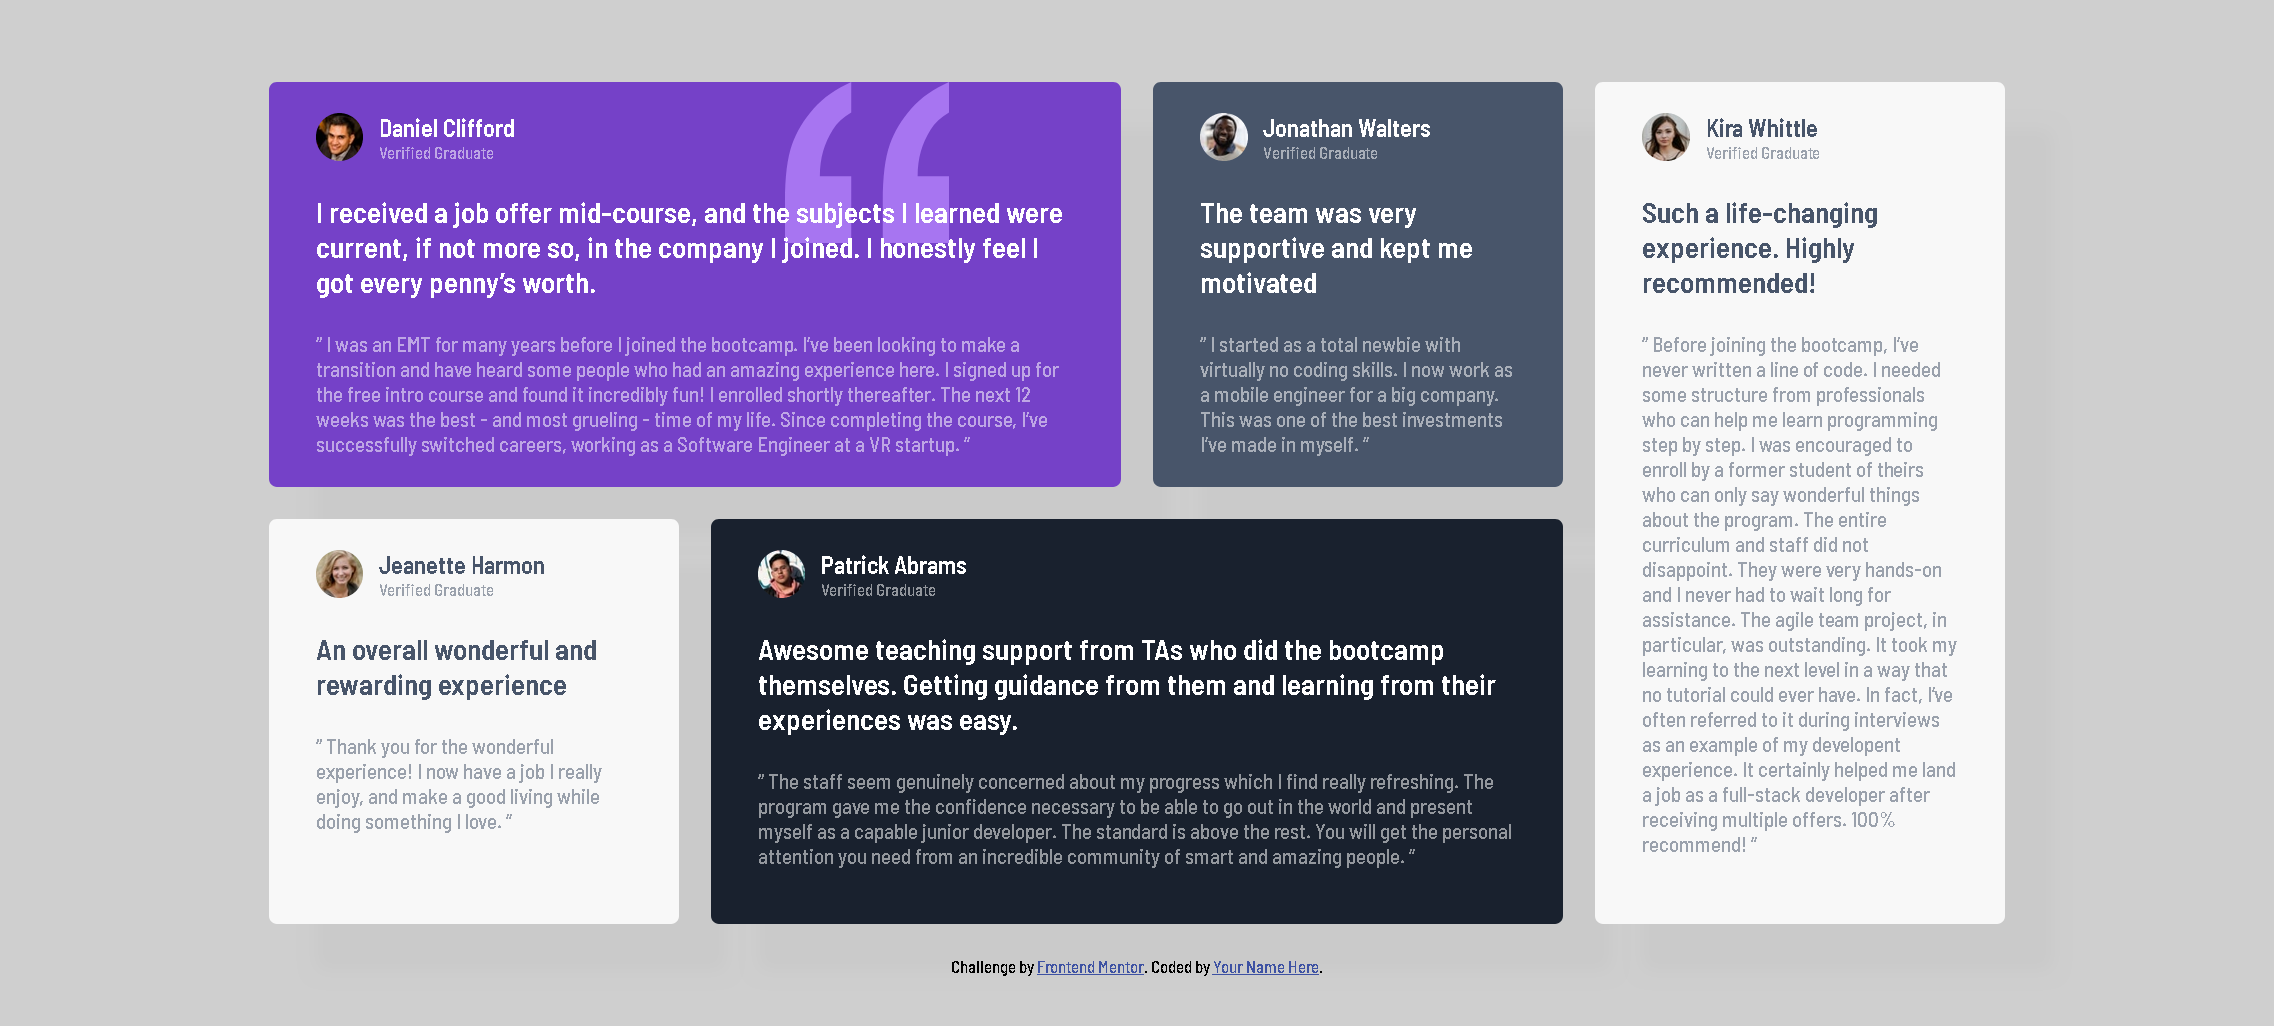 Daniel Clifford
Verified Graduate
I received a job offer mid-course, and the subjects I learned were
current, if not more so, in the company I joined. I honestly feel I
got every penny’s worth.
“ I was an EMT for many years before I joined the bootcamp. I’ve been looking to make a
transition and have heard some people who had an amazing experience here. I signed up for
the free intro course and found it incredibly fun! I enrolled shortly thereafter. The next 12
weeks was the best - and most grueling - time of my life. Since completing the course, I’ve
successfully switched careers, working as a Software Engineer at a VR startup. “
Jonathan Walters
Verified Graduate
The team was very
supportive and kept me
motivated
“ I started as a total newbie with
virtually no coding skills. I now work as
a mobile engineer for a big company.
This was one of the best investments
I’ve made in myself. “
Kira Whittle
Verified Graduate
Such a life-changing
experience. Highly
recommended!
“ Before joining the bootcamp, I’ve
never written a line of code. I needed
some structure from professionals
who can help me learn programming
step by step. I was encouraged to
enroll by a former student of theirs
who can only say wonderful things
about the program. The entire
curriculum and staff did not
disappoint. They were very hands-on
and I never had to wait long for
assistance. The agile team project, in
particular, was outstanding. It took my
learning to the next level in a way that
no tutorial could ever have. In fact, I’ve
often referred to it during interviews
as an example of my developent
experience. It certainly helped me land
a job as a full-stack developer after
receiving multiple offers. 100%
recommend! “
Jeanette Harmon
Verified Graduate
An overall wonderful and
rewarding experience
“ Thank you for the wonderful
experience! I now have a job I really
enjoy, and make a good living while
doing something I love. “
Patrick Abrams
Verified Graduate
Awesome teaching support from TAs who did the bootcamp
themselves. Getting guidance from them and learning from their
experiences was easy.
“ The staff seem genuinely concerned about my progress which I find really refreshing. The
program gave me the confidence necessary to be able to go out in the world and present
myself as a capable junior developer. The standard is above the rest. You will get the personal
attention you need from an incredible community of smart and amazing people. “
Challenge by Frontend Mentor. Coded by Your Name Here.